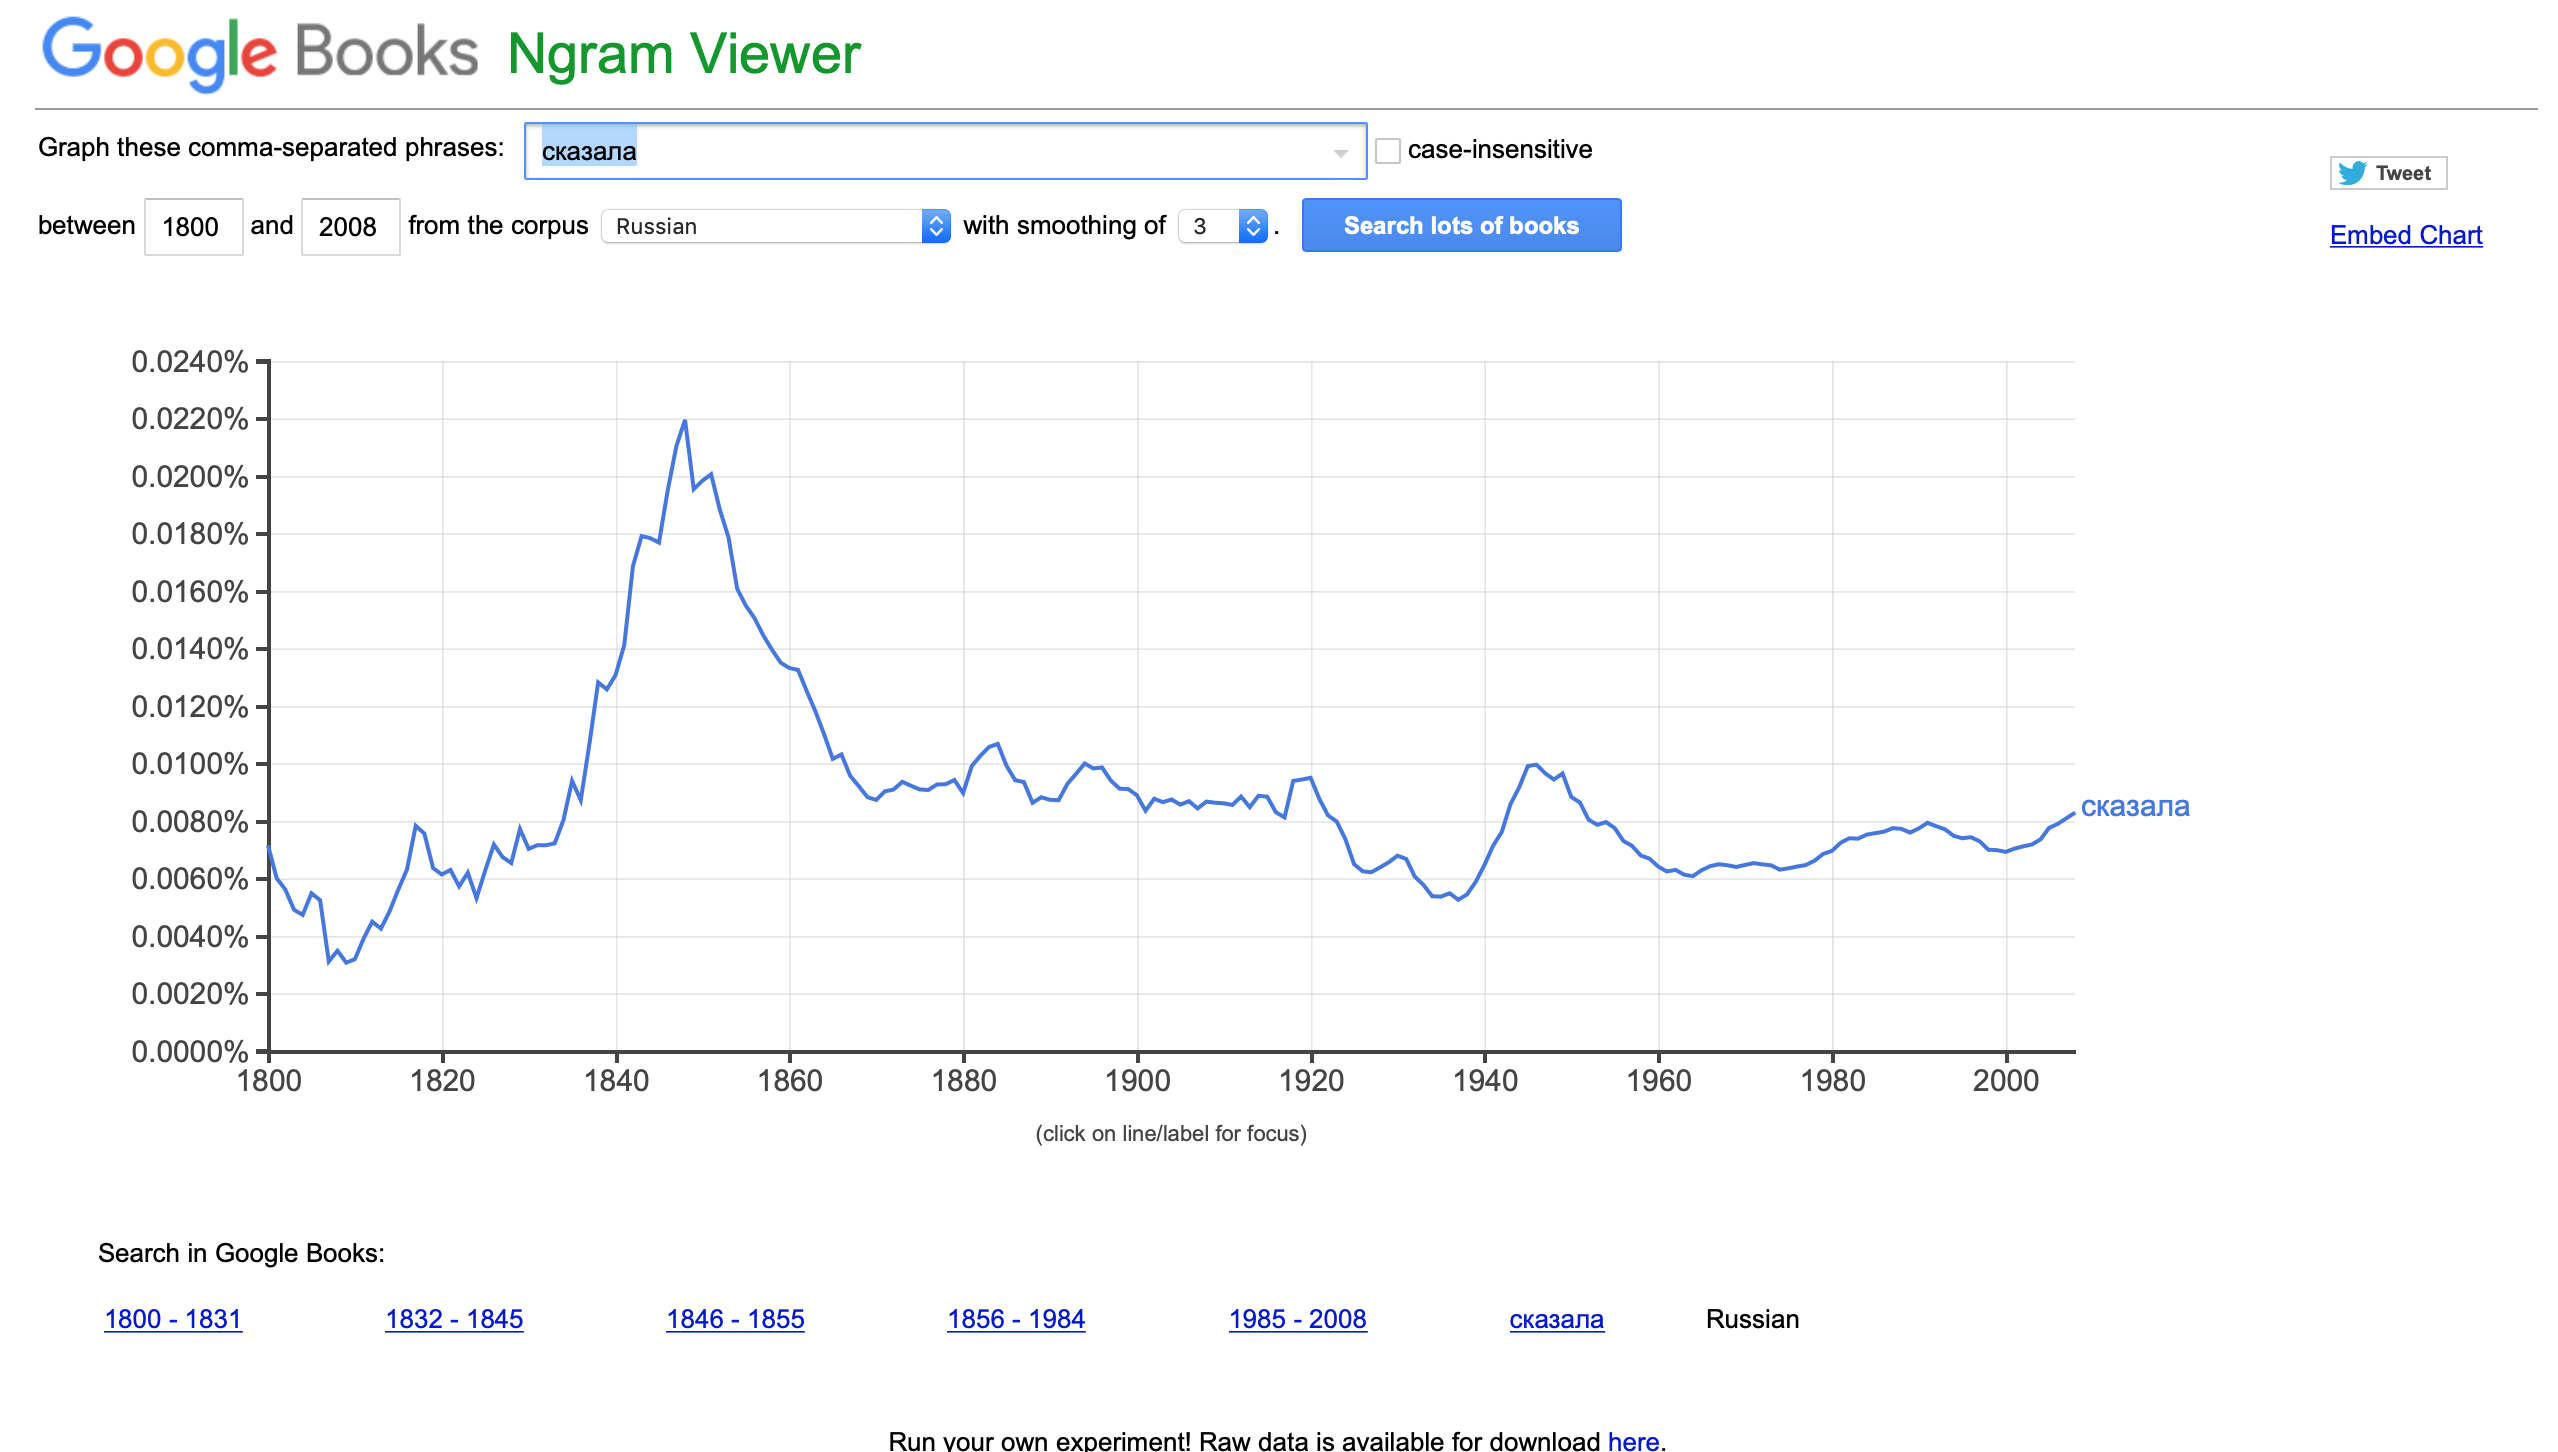 Google Books Ngram Viewer
Graph these comma-separated phrases: сказала case-insensitive
Tweet
between 1800 and 2008 from the corpus Russian with smoothing of 3 . Search lots of books
Embed Chart
0.0240%
0.0220%
0.0200%
0.0180%
0.0160%
0.0140%
0.0120%
0.0100%
0.0080%
сказала
0.0060%
0.0040%
0.0020%
0.0000%
1800 1820 1840 1860 1880 1900 1920 1940 1960 1980 2000
(click on line/label for focus)
Search in Google Books:
1800 - 1831 1832 - 1845 1846 - 1855 1856 - 1984 1985 - 2008 сказала Russian
Run your own experiment! Raw data is available for download here.